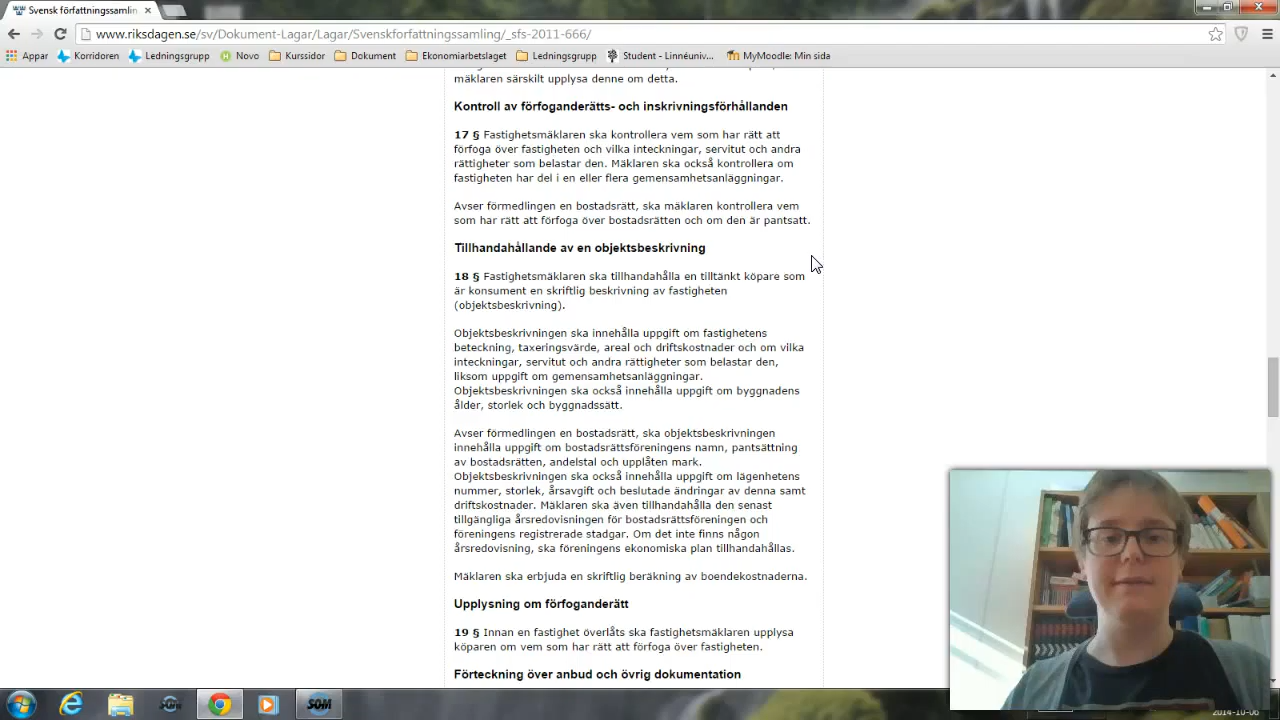 Svensk författningssamlin
www.riksdagen.se/sv/Dokument-Lagar/Lagar/Svenskforfattningssamling/_sfs-2011-666/
Appar Korridoren Ledningsgrupp Novo Kurssidor Dokument Ekonomiarbetslaget Ledningsgrupp Student - Linnéuniv... MyMoodle: Min sida
mäklaren särskilt upplysa denne om detta.
Kontroll av förfoganderätts- och inskrivningsförhållanden
17 § Fastighetsmäklaren ska kontrollera vem som har rätt att
förfoga över fastigheten och vilka inteckningar, servitut och andra
rättigheter som belastar den. Mäklaren ska också kontrollera om
fastigheten har del i en eller flera gemensamhetsanläggningar.
Avser förmedlingen en bostadsrätt, ska mäklaren kontrollera vem
som har rätt att förfoga över bostadsrätten och om den är pantsatt.
Tillhandahållande av en objektsbeskrivning
18 § Fastighetsmäklaren ska tillhandahålla en tilltänkt köpare som
är konsument en skriftlig beskrivning av fastigheten
(objektsbeskrivning).
Objektsbeskrivningen ska innehålla uppgift om fastighetens
beteckning, taxeringsvärde, areal och driftskostnader och om vilka
inteckningar, servitut och andra rättigheter som belastar den,
liksom uppgift om gemensamhetsanläggningar.
Objektsbeskrivningen ska också innehålla uppgift om byggnadens
ålder, storlek och byggnadssätt.
Avser förmedlingen en bostadsrätt, ska objektsbeskrivningen
innehålla uppgift om bostadsrättsföreningens namn, pantsättning
av bostadsrätten, andelstal och upplåten mark.
Objektsbeskrivningen ska också innehålla uppgift om lägenhetens
nummer, storlek, årsavgift och beslutade ändringar av denna samt
driftskostnader. Mäklaren ska även tillhandahålla den senast
tillgängliga årsredovisningen för bostadsrättsföreningen och
föreningens registrerade stadgar. Om det inte finns någon
årsredovisning, ska föreningens ekonomiska plan tillhandahållas.
Mäklaren ska erbjuda en skriftlig beräkning av boendekostnaderna.
Upplysning om förfoganderätt
19 § Innan en fastighet överlåts ska fastighetsmäklaren upplysa
köparen om vem som har rätt att förfoga över fastigheten.
Förteckning över anbud och övrig dokumentation
SOM
2014-10-06